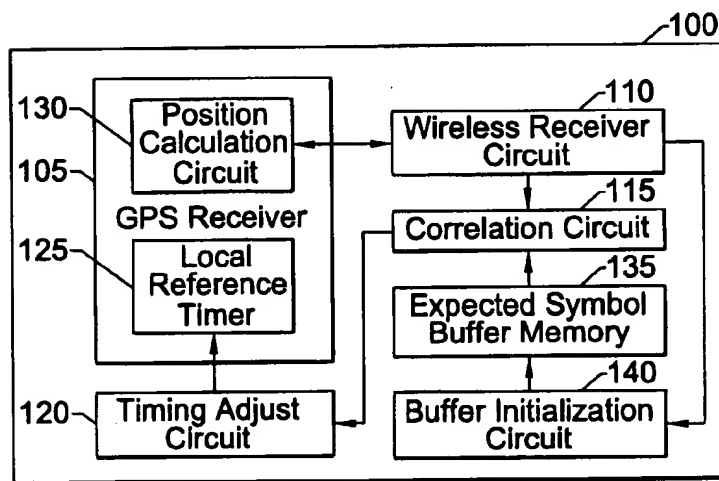 100
130
Position
Calculation
Circuit
105
GPS Receiver
125
Local
Reference
Timer
120
Timing Adjust
Circuit
110
Wireless Receiver
Circuit
115
Correlation Circuit
135
Expected Symbol
Buffer Memory
140
Buffer Initialization
Circuit